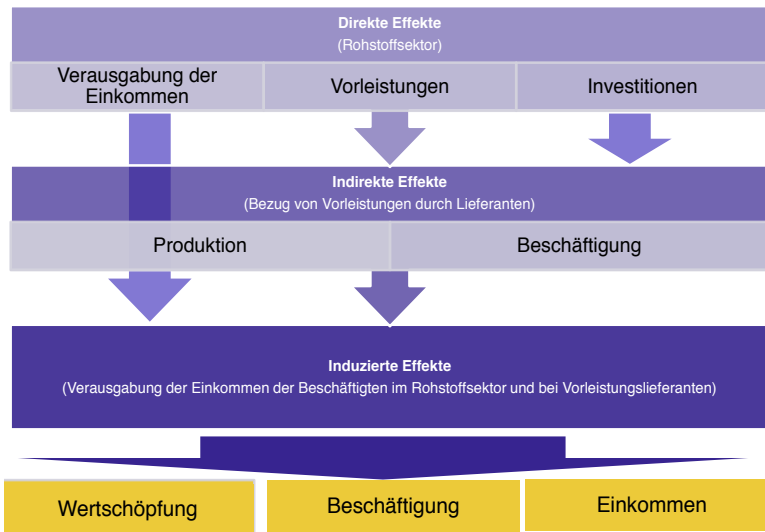 Direkte Effekte
(Rohstoffsektor)
Verausgabung der
Einkommen
Vorleistungen
Investitionen
Indirekte Effekte
(Bezug von Vorleistungen durch Lieferanten)
Produktion
Beschäftigung
Induzierte Effekte
(Verausgabung der Einkommen der Beschäftigten im Rohstoffsektor und bei Vorleistungslieferanten)
Wertschöpfung
Beschäftigung
Einkommen